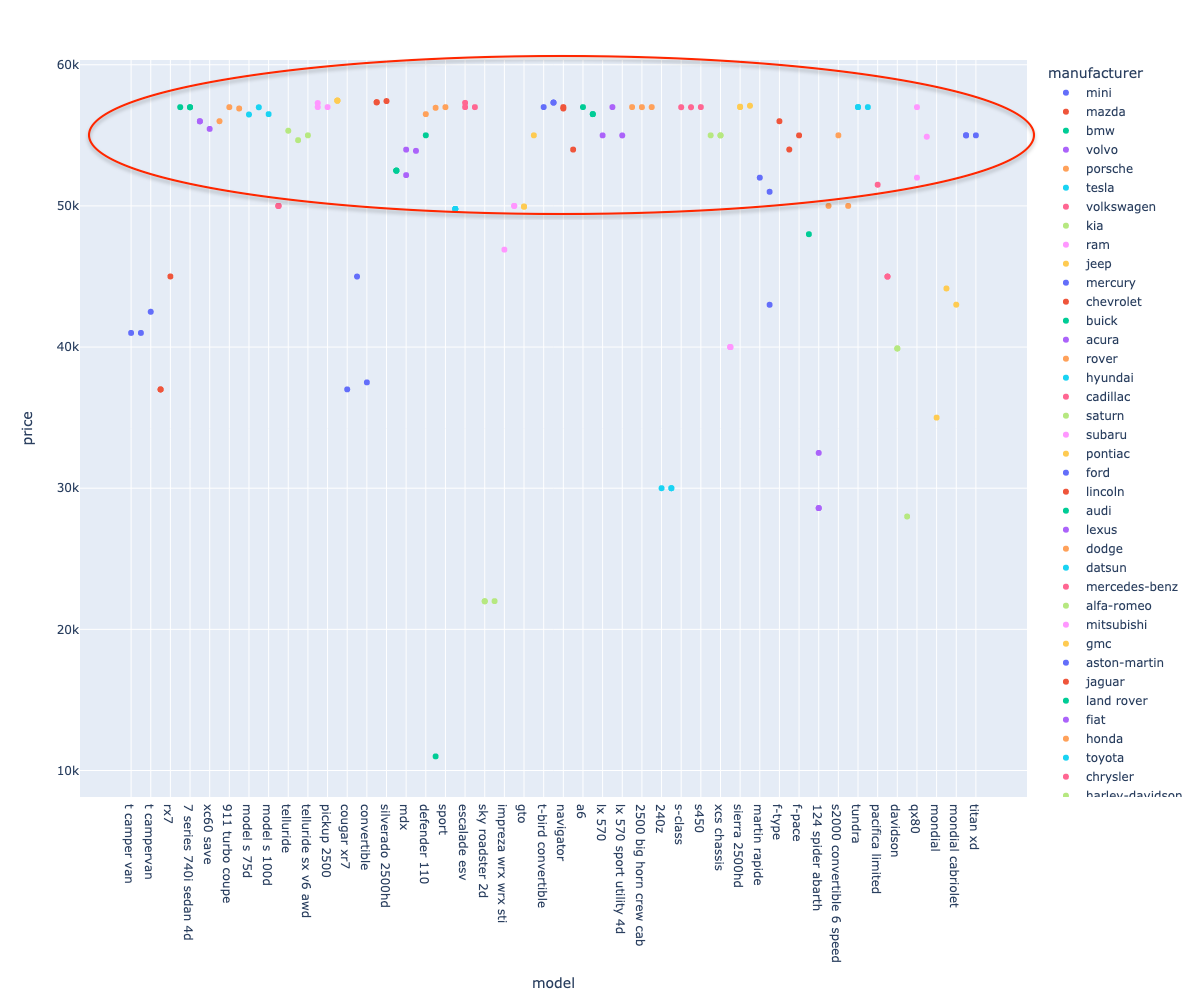 60k
50k
40k
30k
20k
10k
price
t camper van
t campervan
rx7
7 series 740i sedan 4d
xc60 save
911 turbo coupe
model s 75d
model s 100d
telluride
telluride sx v6 awd
pickup 2500
cougar xr7
convertible
silverado 2500hd
mdx
defender 110
sport
escalade esv
sky roadster 2d
impreza wrx wrx sti
gto
t-bird convertible
navigator
a6
lx 570
lx 570 sport utility 4d
2500 big horn crew cab
240z
s-class
s450
xcs chassis
sierra 2500hd
martin rapide
f-type
f-pace
124 spider abarth
s2000 convertible 6 speed
tundra
pacifica limited
davidson
qx80
mondial
mondial cabriolet
titan xd
model
manufacturer
mini
mazda
bmw
volvo
porsche
tesla
volkswagen
kia
ram
jeep
mercury
chevrolet
buick
acura
rover
hyundai
cadillac
saturn
subaru
pontiac
ford
lincoln
audi
lexus
dodge
datsun
mercedes-benz
alfa-romeo
mitsubishi
gmc
aston-martin
jaguar
land rover
fiat
honda
toyota
chrysler
harley-davidson